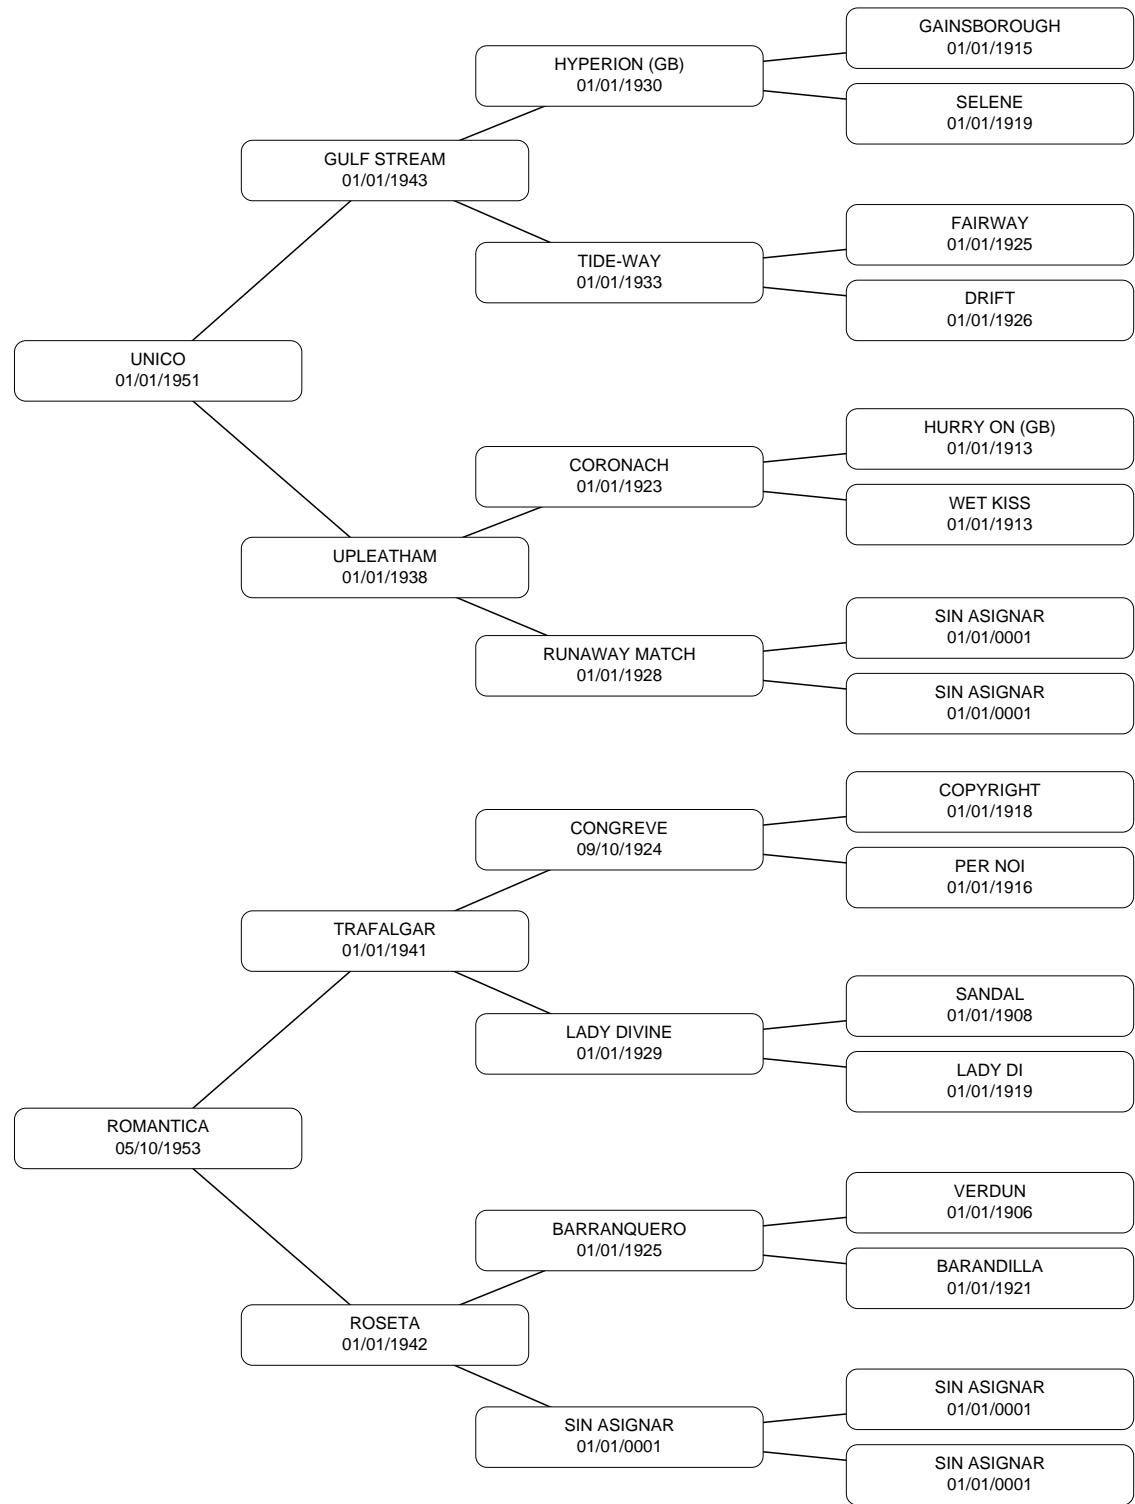 GAINSBOROUGH
01/01/1915
HYPERION (GB)
01/01/1930
SELENE
01/01/1919
GULF STREAM
01/01/1943
FAIRWAY
01/01/1925
TIDE-WAY
01/01/1933
DRIFT
01/01/1926
UNICO
01/01/1951
HURRY ON (GB)
01/01/1913
CORONACH
01/01/1923
WET KISS
01/01/1913
UPLEATHAM
01/01/1938
SIN ASIGNAR
01/01/0001
RUNAWAY MATCH
01/01/1928
SIN ASIGNAR
01/01/0001
COPYRIGHT
01/01/1918
CONGREVE
09/10/1924
PER NOI
01/01/1916
TRAFALGAR
01/01/1941
SANDAL
01/01/1908
LADY DIVINE
01/01/1929
LADY DI
01/01/1919
ROMANTICA
05/10/1953
VERDUN
01/01/1906
BARRANQUERO
01/01/1925
BARANDILLA
01/01/1921
ROSETA
01/01/1942
SIN ASIGNAR
01/01/0001
SIN ASIGNAR
01/01/0001
SIN ASIGNAR
01/01/0001